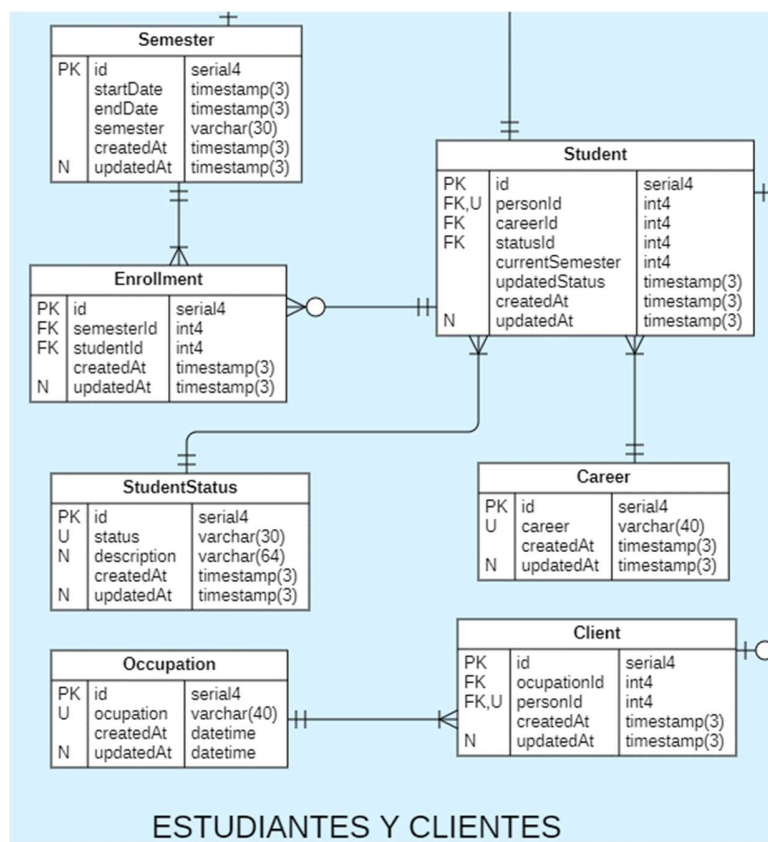 Semester
PK id serial4
startDate timestamp(3)
endDate timestamp(3)
semester varchar(30)
createdAt timestamp(3)
N updatedAt timestamp(3)
Student
PK id serial4
FK,U personId int4
FK careerId int4
FK statusId int4
currentSemester int4
updatedStatus timestamp(3)
createdAt timestamp(3)
N updatedAt timestamp(3)
Enrollment
PK id serial4
FK semesterId int4
FK studentId int4
createdAt timestamp(3)
N updatedAt timestamp(3)
StudentStatus
PK id serial4
U status varchar(30)
N description varchar(64)
createdAt timestamp(3)
N updatedAt timestamp(3)
Career
PK id serial4
U career varchar(40)
createdAt timestamp(3)
N updatedAt timestamp(3)
Occupation
PK id serial4
U ocupation varchar(40)
createdAt datetime
N updatedAt datetime
Client
PK id serial4
FK ocupationId int4
FK,U personId int4
createdAt timestamp(3)
N updatedAt timestamp(3)
ESTUDIANTES Y CLIENTES